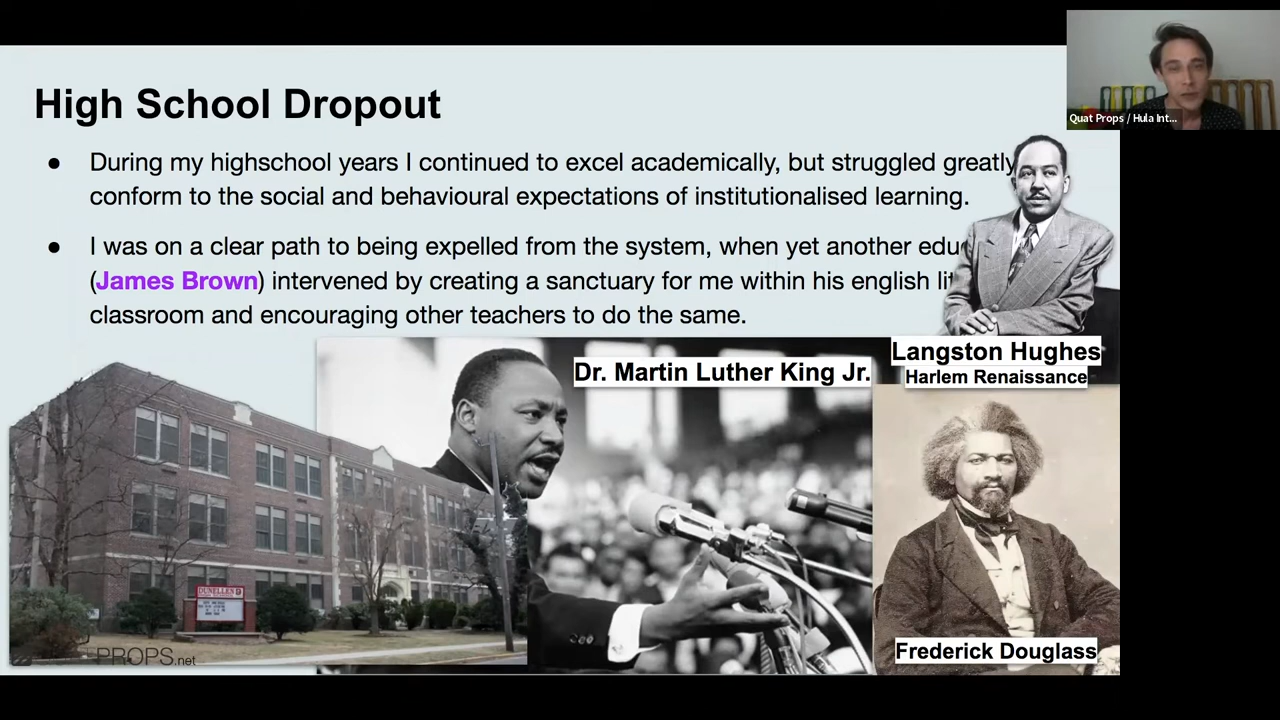 Quat Props / Hula Int...
High School Dropout
● During my highschool years I continued to excel academically, but struggled greatly
conform to the social and behavioural expectations of institutionalised learning.
● I was on a clear path to being expelled from the system, when yet another
(James Brown) intervened by creating a sanctuary for me within his english
classroom and encouraging other teachers to do the same.
Langston Hughes
Harlem Renaissance
Dr. Martin Luther King Jr.
DUNELLEN
Frederick Douglass
PROPS.net